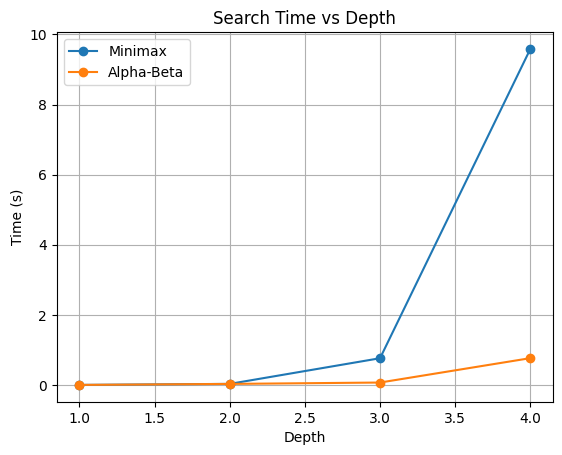 Search Time vs Depth
Minimax
Alpha-Beta
Time (s)
10
8
6
4
2
0
1.0 1.5 2.0 2.5 3.0 3.5 4.0
Depth